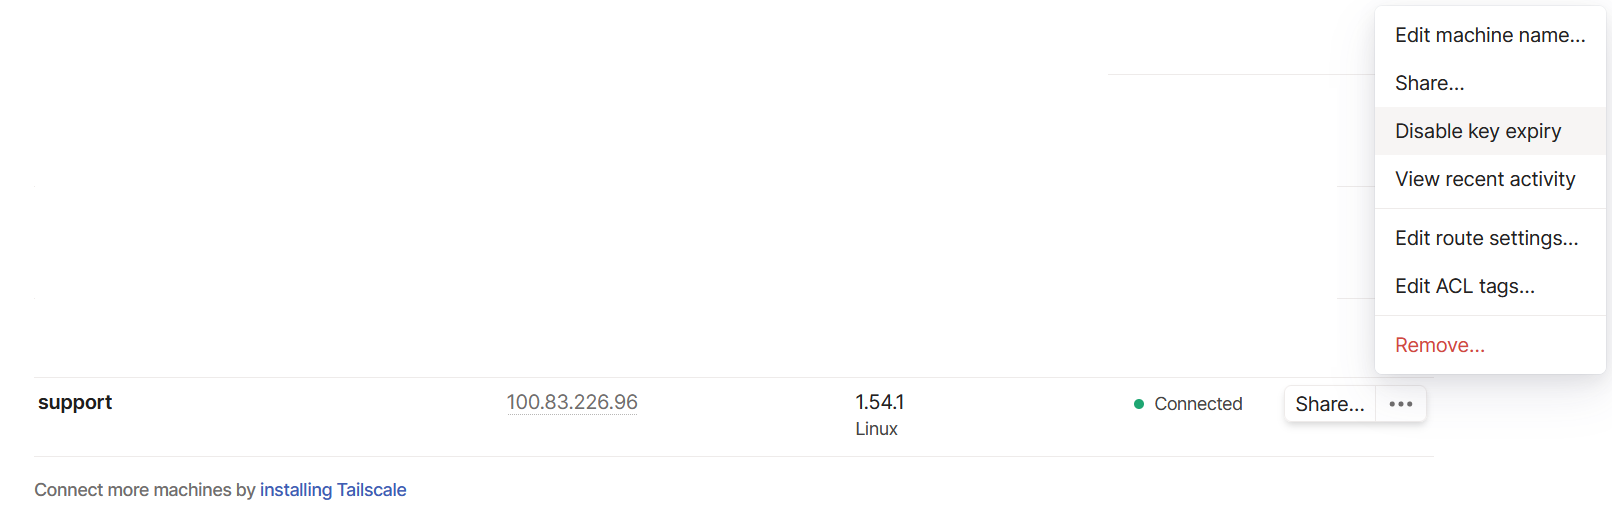 Edit machine name...
Share...
Disable key expiry
View recent activity
Edit route settings...
Edit ACL tags...
Remove...
support 100.83.226.96 1.54.1 Connected Share...
Linux
Connect more machines by installing Tailscale